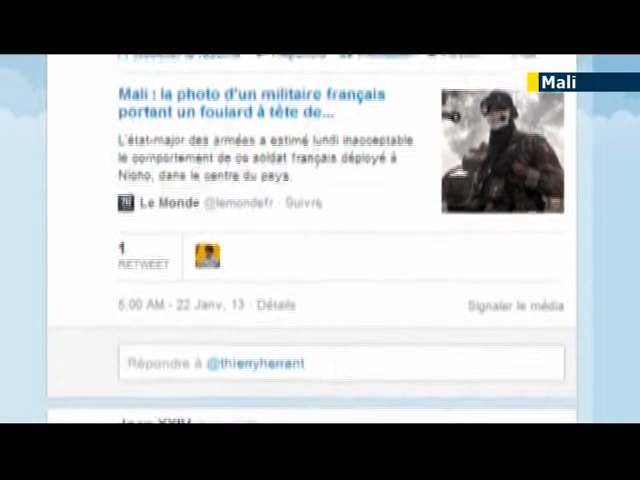 Mali
Mali : la photo d'un militaire français
portant un foulard à tête de...
L'état-major des armées a estimé lundi inacceptable
le comportement de ce soldat français déployé à
Niono, dans le centre du pays.
Le Monde @lemondefr · Suivre
1
RETWEET
6:00 AM - 22 Janv, 13 · Détails
Signaler le média
Répondre à @thierryherrant